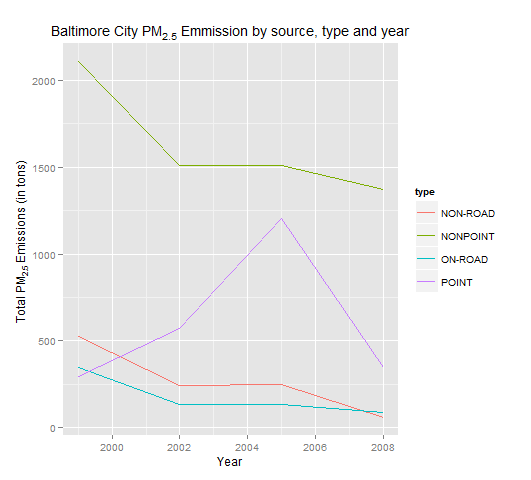 Baltimore City PM2.5 Emmission by source, type and year
Total PM2.5 Emissions (in tons)
2000
1500
1000
500
0
2000 2002 2004 2006 2008
Year
type
NON-ROAD
NONPOINT
ON-ROAD
POINT